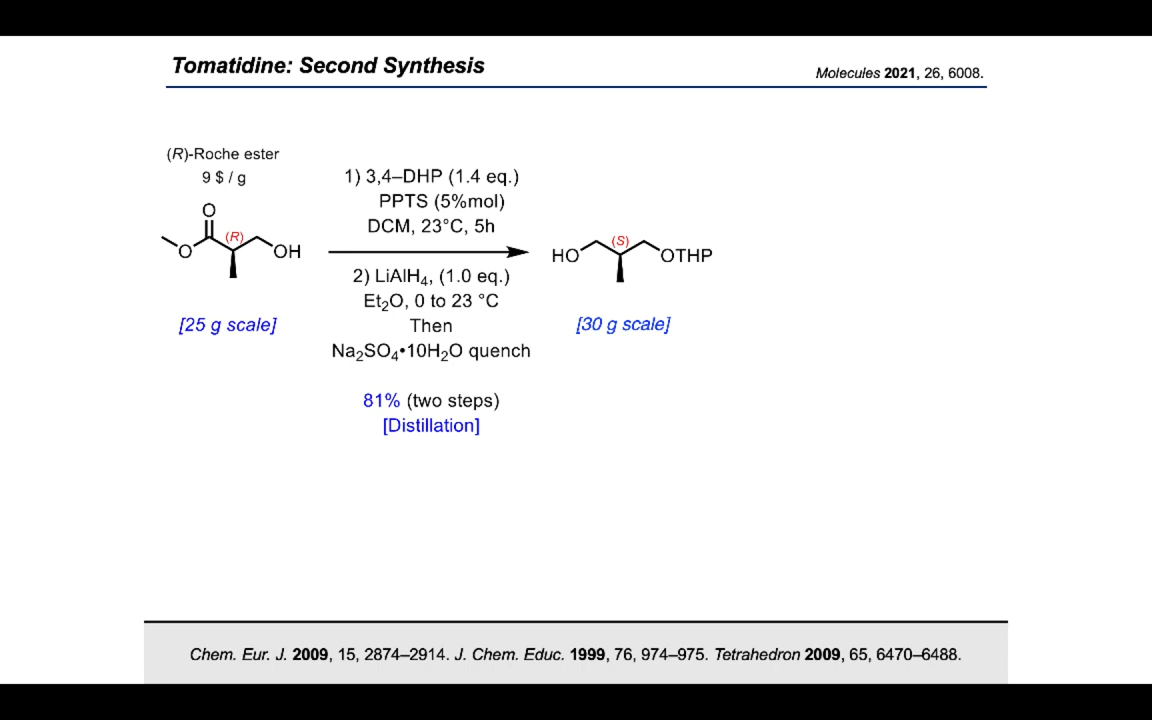 Tomatidine: Second Synthesis
Molecules 2021, 26, 6008.
(R)-Roche ester
9 $ / g
O
O
(R)
OH
[25 g scale]
1) 3,4–DHP (1.4 eq.)
PPTS (5%mol)
DCM, 23°C, 5h
2) LiAlH₄, (1.0 eq.)
Et₂O, 0 to 23 °C
Then
Na₂SO₄•10H₂O quench
81% (two steps)
[Distillation]
HO
(S)
OTHP
[30 g scale]
Chem. Eur. J. 2009, 15, 2874–2914. J. Chem. Educ. 1999, 76, 974–975. Tetrahedron 2009, 65, 6470–6488.